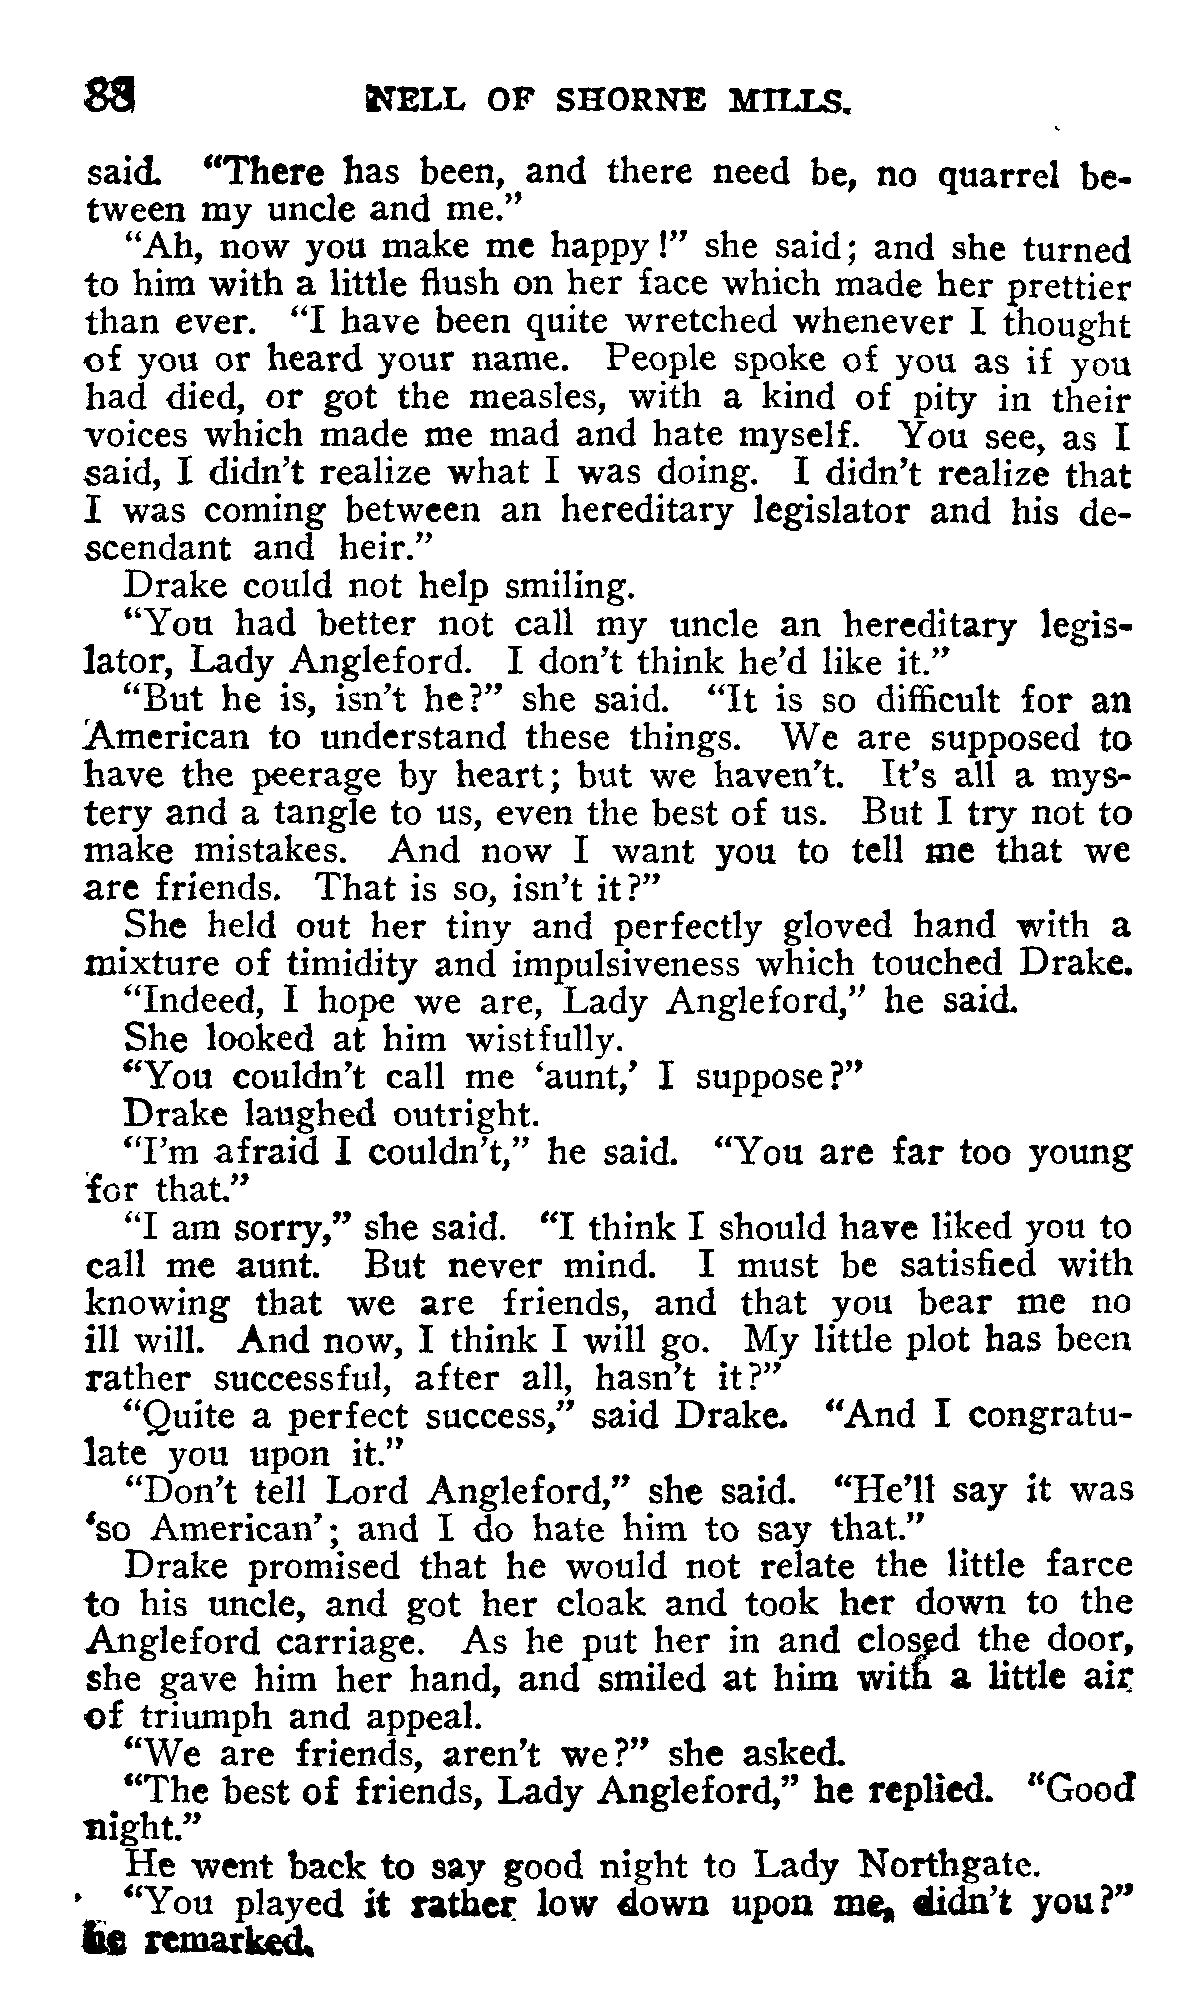 88 NELL OF SHORNE MILLS.
said. “There has been, and there need be, no quarrel be-
tween my uncle and me.”
“Ah, now you make me happy!” she said; and she turned
to him with a little flush on her face which made her prettier
than ever. “I have been quite wretched whenever I thought
of you or heard your name. People spoke of you as if you
had died, or got the measles, with a kind of pity in their
voices which made me mad and hate myself. You see, as I
said, I didn’t realize what I was doing. I didn’t realize that
I was coming between an hereditary legislator and his de-
scendant and heir.”
Drake could not help smiling.
“You had better not call my uncle an hereditary legis-
lator, Lady Angleford. I don’t think he’d like it.”
“But he is, isn’t he?” she said. “It is so difficult for an
American to understand these things. We are supposed to
have the peerage by heart; but we haven’t. It’s all a mys-
tery and a tangle to us, even the best of us. But I try not to
make mistakes. And now I want you to tell me that we
are friends. That is so, isn’t it?”
She held out her tiny and perfectly gloved hand with a
mixture of timidity and impulsiveness which touched Drake.
“Indeed, I hope we are, Lady Angleford,” he said.
She looked at him wistfully.
“You couldn’t call me ‘aunt,’ I suppose?”
Drake laughed outright.
“I’m afraid I couldn’t,” he said. “You are far too young
for that.”
“I am sorry,” she said. “I think I should have liked you to
call me aunt. But never mind. I must be satisfied with
knowing that we are friends, and that you bear me no
ill will. And now, I think I will go. My little plot has been
rather successful, after all, hasn’t it?”
“Quite a perfect success,” said Drake. “And I congratu-
late you upon it.”
“Don’t tell Lord Angleford,” she said. “He’ll say it was
‘so American’; and I do hate him to say that.”
Drake promised that he would not relate the little farce
to his uncle, and got her cloak and took her down to the
Angleford carriage. As he put her in and closed the door,
she gave him her hand, and smiled at him with a little air
of triumph and appeal.
“We are friends, aren’t we?” she asked.
“The best of friends, Lady Angleford,” he replied. “Good
night.”
He went back to say good night to Lady Northgate.
“You played it rather low down upon me, didn’t you?”
he remarked.